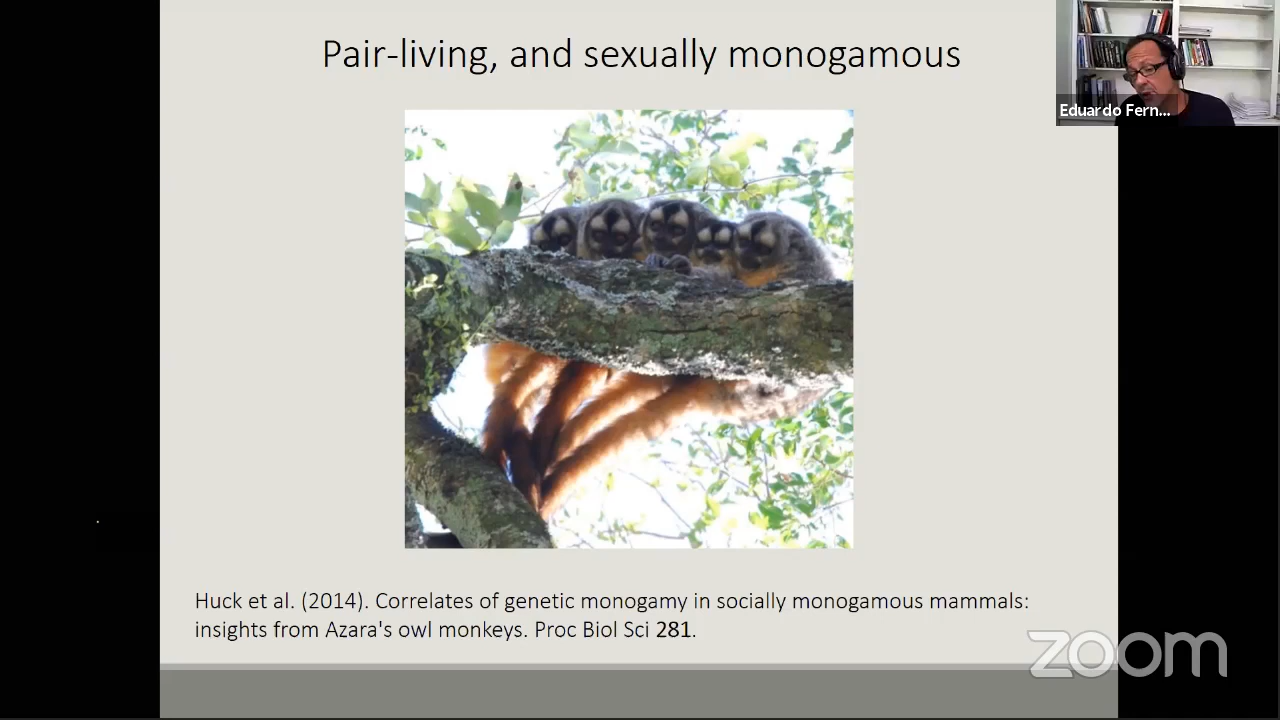 Pair-living, and sexually monogamous
Eduardo Fern...
Huck et al. (2014). Correlates of genetic monogamy in socially monogamous mammals:
insights from Azara's owl monkeys. Proc Biol Sci 281.
zoom